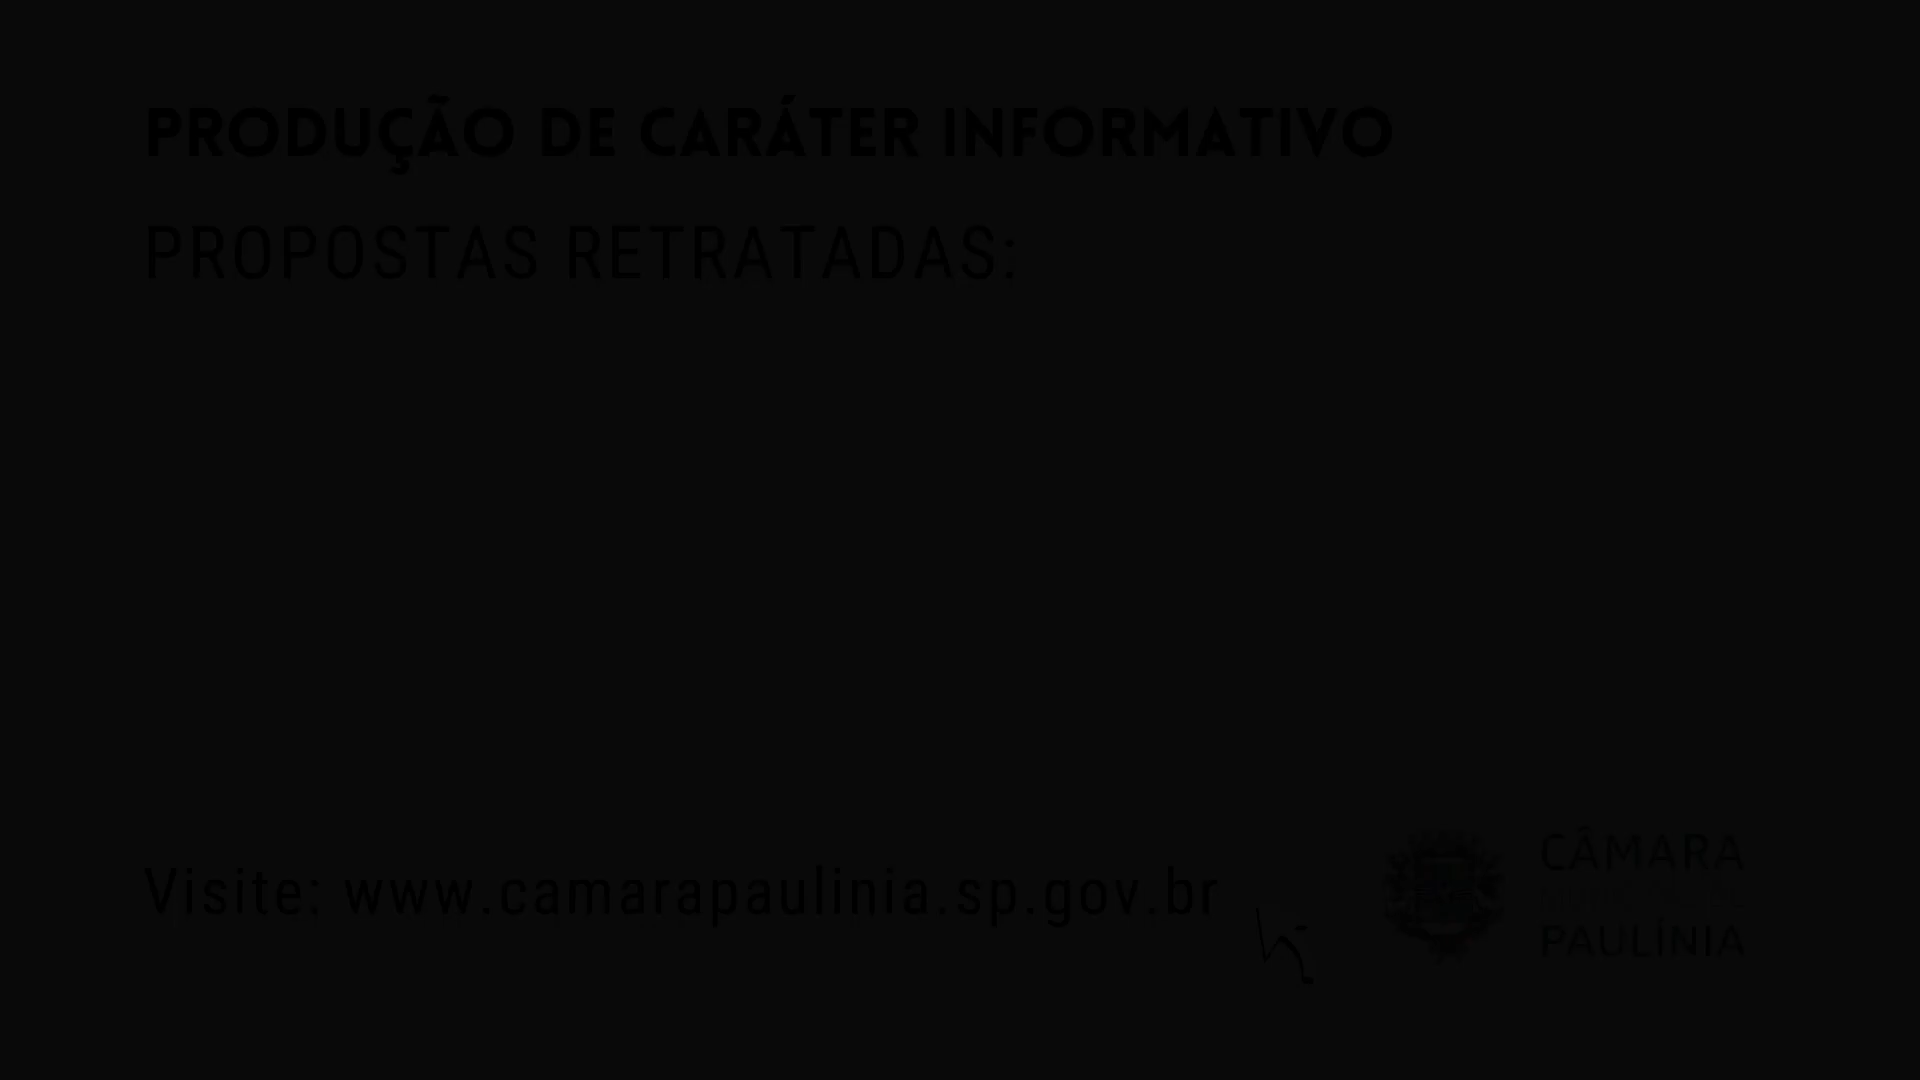 PRODUÇÃO DE CARÁTER INFORMATIVO
PROPOSTAS RETRATADAS:
Visite: www.camarapaulinia.sp.gov.br
CÂMARA
PAULÍNIA